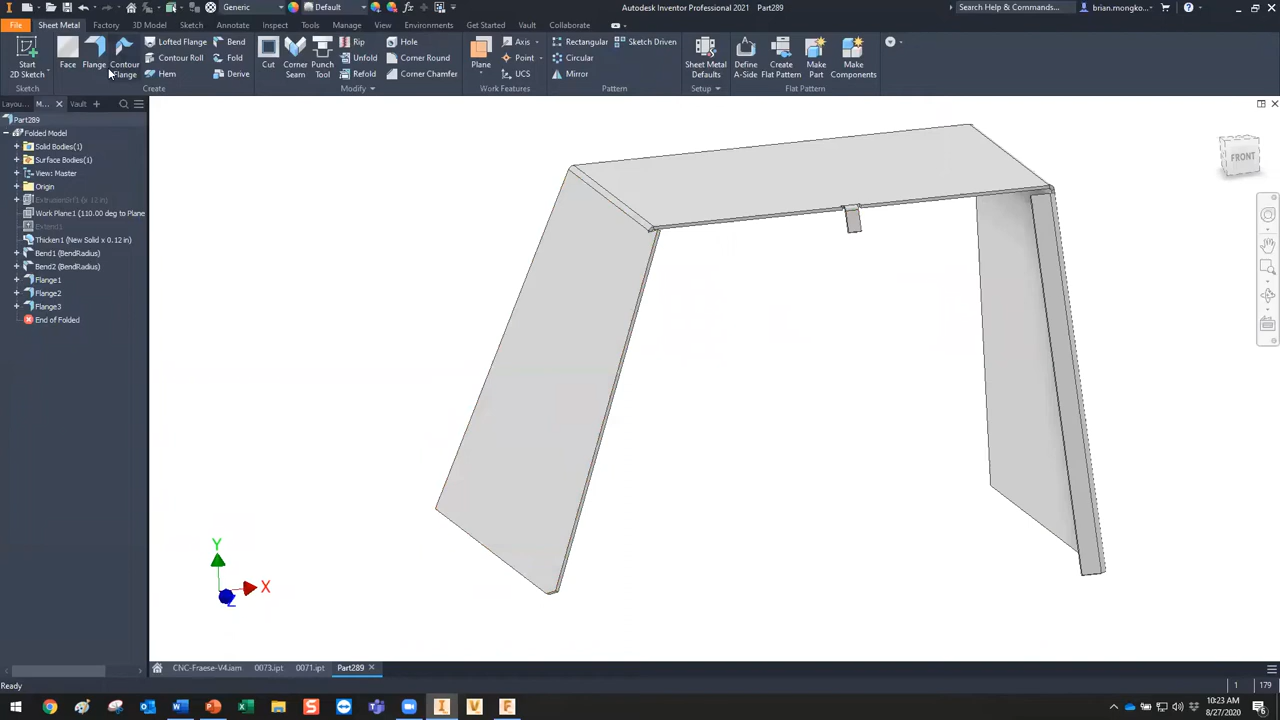 Generic
Default
Autodesk Inventor Professional 2021 Part289
Search Help & Commands...
brian.mongko...
File Sheet Metal Factory 3D Model Sketch Annotate Inspect Tools Manage View Environments Get Started Vault Collaborate
Start
2D Sketch
Face
Flange
Contour
Flange
Lofted Flange
Contour Roll
Hem
Bend
Fold
Derive
Cut
Corner
Seam
Punch
Tool
Rip
Unfold
Refold
Hole
Corner Round
Corner Chamfer
Plane
Axis
Point
UCS
Rectangular
Circular
Mirror
Sketch Driven
Sheet Metal
Defaults
Define
A-Side
Create
Flat Pattern
Make
Part
Make
Components
Sketch Create Modify Work Features Pattern Setup Flat Pattern
Layou... M... Vault
Part289
Folded Model
Solid Bodies(1)
Surface Bodies(1)
View: Master
Origin
Work Plane1 (110.00 deg to Plane
Extend1
Thicken1 (New Solid x 0.12 in)
Bend1 (BendRadius)
Bend2 (BendRadius)
Flange1
Flange2
Flange3
End of Folded
FRONT
Y
X
Z
CNC-Fraese-V4.iam 0073.ipt 0071.ipt Part289
Ready
1 179
10:23 AM
8/27/2020